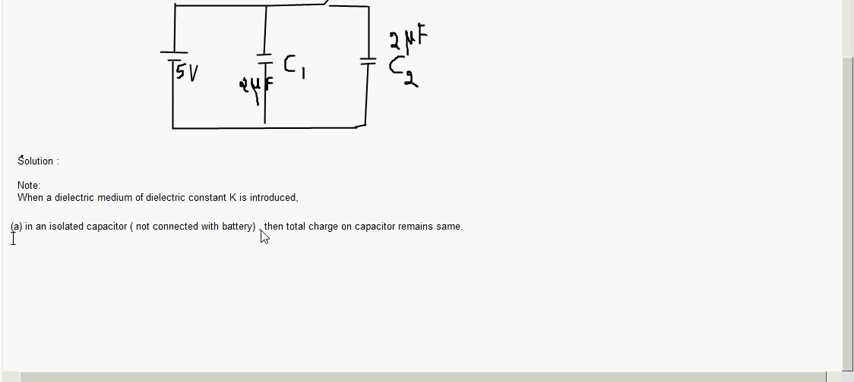 2μF
5V
C1
2μF
C2
Solution :
Note:
When a dielectric medium of dielectric constant K is introduced,
(a) in an isolated capacitor ( not connected with battery) , then total charge on capacitor remains same.